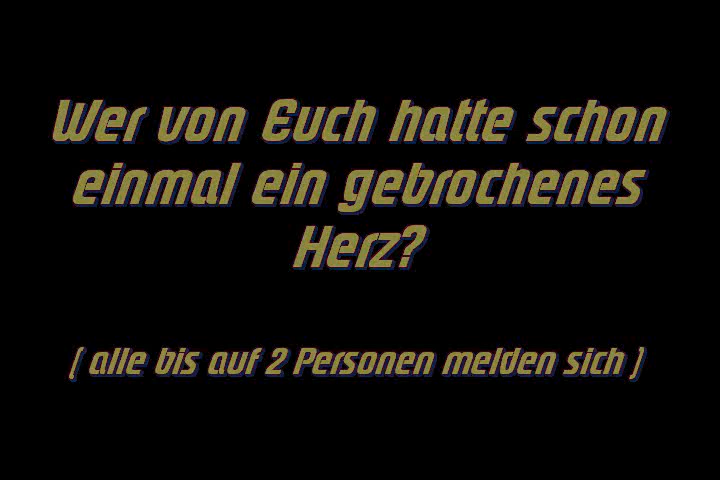 Wer von Euch hatte schon
einmal ein gebrochenes
Herz?
( alle bis auf 2 Personen melden sich )